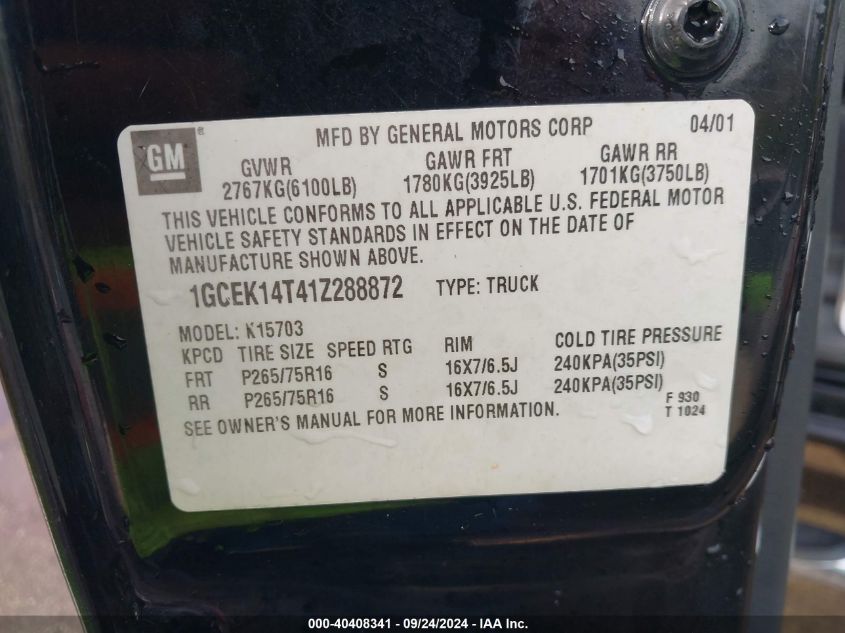 GM ®
MFD BY GENERAL MOTORS CORP 04/01
GVWR GAWR FRT GAWR RR
2767KG(6100LB) 1780KG(3925LB) 1701KG(3750LB)
THIS VEHICLE CONFORMS TO ALL APPLICABLE U.S. FEDERAL MOTOR
VEHICLE SAFETY STANDARDS IN EFFECT ON THE DATE OF
MANUFACTURE SHOWN ABOVE.
1GCEK14T41Z288872 TYPE: TRUCK
MODEL: K15703
KPCD TIRE SIZE SPEED RTG RIM COLD TIRE PRESSURE
FRT P265/75R16 S 16X7/6.5J 240KPA(35PSI)
RR P265/75R16 S 16X7/6.5J 240KPA(35PSI)
SEE OWNER'S MANUAL FOR MORE INFORMATION.
F 930
T 1024
000-40408341 - 09/24/2024 - IAA Inc.